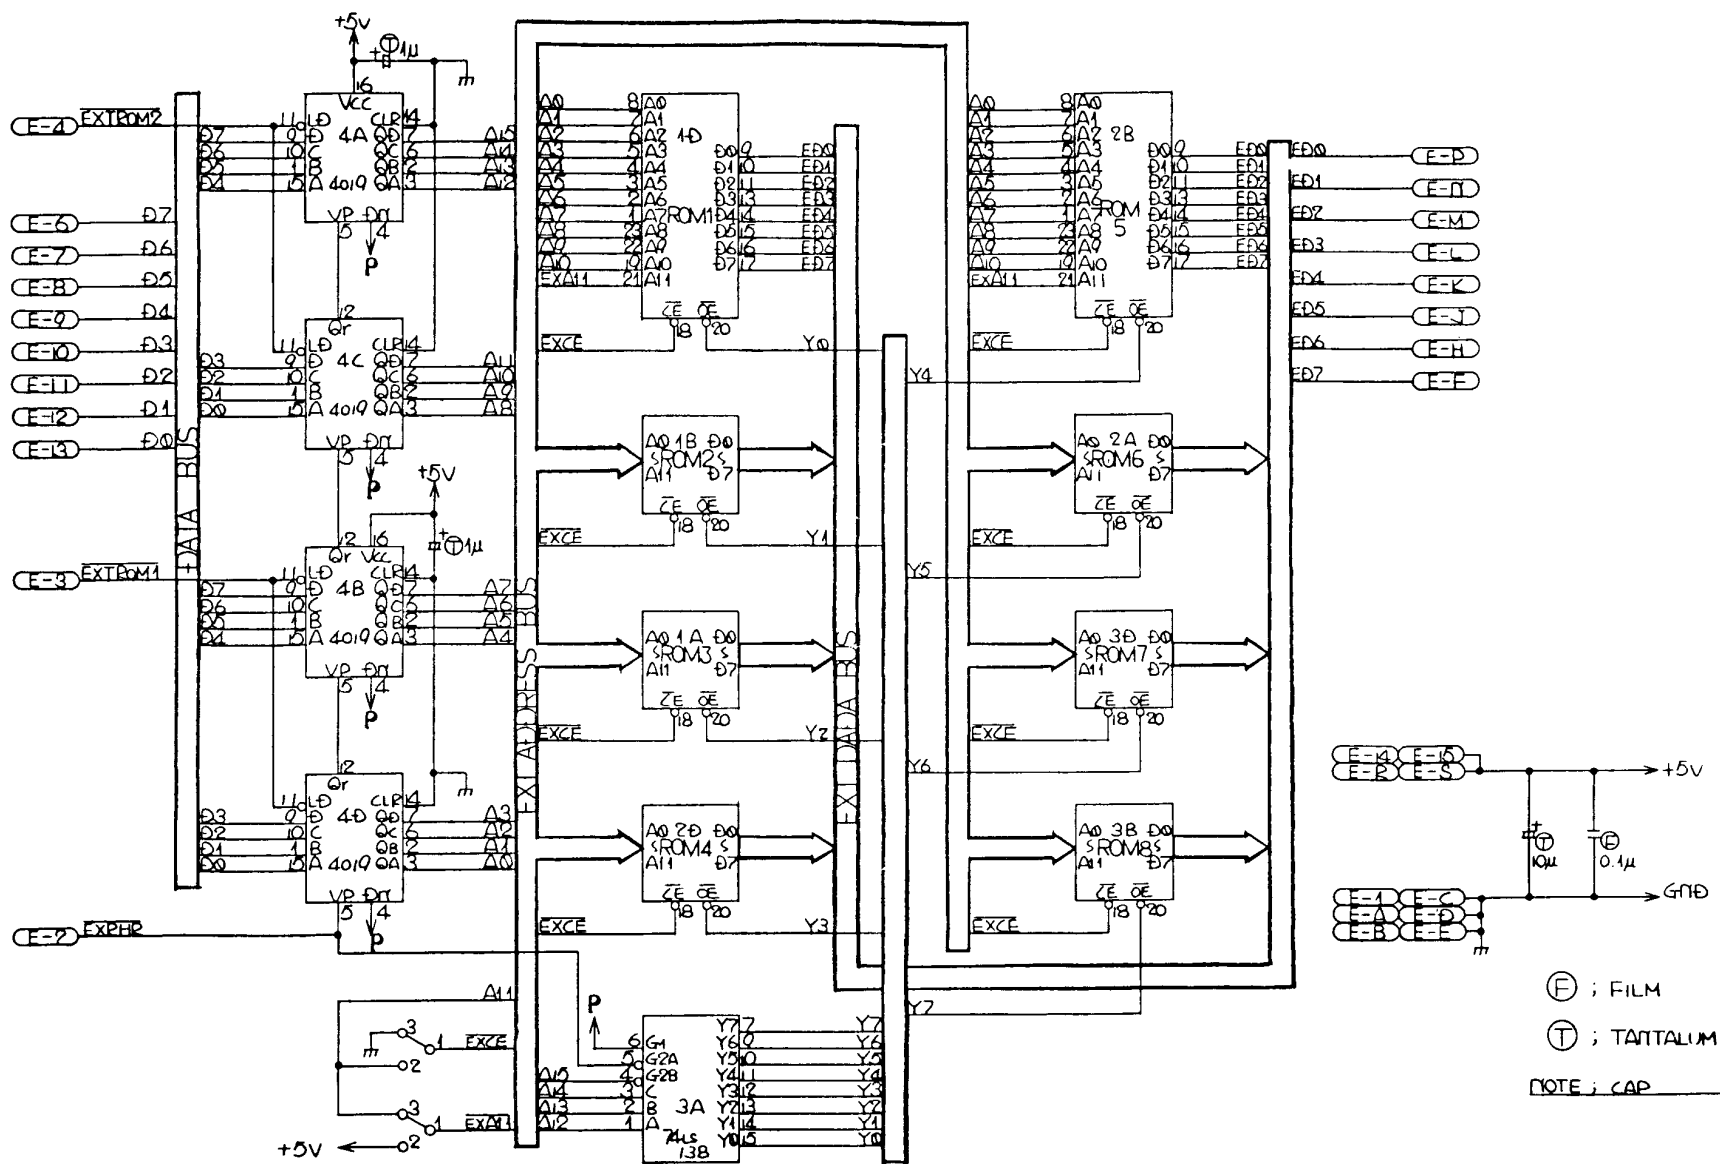 +5V
+ T 1μ
E-4 EXTROM2
E-6 D7
E-7 D6
E-8 D5
E-9 D4
E-10 D3
E-11 D2
E-12 D1
E-13 D0
DATA BUS
E-3 EXTROM1
E-2 EXPHR
D7
D6
D5
D4
16
VCC
11 LD CLR 14
9 D 4A QD 7
10 C QC 6
1 B QB 2
15 A 4019 QA 3
VP Dn
5 4
P
A15
A14
A13
A12
D3
D2
D1
D0
12
Qr
11 LD CLR 14
9 D 4C QD 7
10 C QC 6
1 B QB 2
15 A 4019 QA 3
VP Dn
5 4
P
A11
A10
A9
A8
+5V
+ T 1μ
D7
D6
D5
D4
12 16
Qr VCC
11 LD CLR 14
9 D 4B QD 7
10 C QC 6
1 B QB 2
15 A 4019 QA 3
VP Dn
5 4
P
A7
A6
A5
A4
D3
D2
D1
D0
12
Qr
11 LD CLR 14
9 D 4D QD 7
10 C QC 6
1 B QB 2
15 A 4019 QA 3
VP Dn
5 4
P
A3
A2
A1
A0
A11
3
1 EXCE
2
3
1 EXA11
2
+5V
EXT ADDRESS BUS
A0 8 A0
A1 7 A1
A2 6 A2 1D
A3 5 A3 D0 9 ED0
A4 4 A4 D1 10 ED1
A5 3 A5 D2 11 ED2
A6 2 A6 D3 13 ED3
A7 1 A7 ROM1 D4 14 ED4
A8 23 A8 D5 15 ED5
A9 22 A9 D6 16 ED6
A10 19 A10 D7 17 ED7
EXA11 21 A11
CE OE
18 20
EXCE
Y0
A0 1B D0
S ROM2 S
A11 D7
CE OE
18 20
EXCE
Y1
A0 1A D0
S ROM3 S
A11 D7
CE OE
18 20
EXCE
Y2
A0 2D D0
S ROM4 S
A11 D7
CE OE
18 20
EXCE
Y3
P
6 G1 Y7 7 Y7
5 G2A Y6 9 Y6
A15 4 G2B Y5 10 Y5
A14 3 C Y4 11 Y4
A13 2 B Y3 12 Y3
A12 1 A Y2 13 Y2
3A Y1 14 Y1
74LS Y0 15 Y0
138
EXT DADA BUS
A0 8 A0
A1 7 A1
A2 6 A2 2B
A3 5 A3 D0 9 ED0
A4 4 A4 D1 10 ED1
A5 3 A5 D2 11 ED2
A6 2 A6 D3 13 ED3
A7 1 A7 ROM D4 14 ED4
A8 23 A8 5 D5 15 ED5
A9 22 A9 D6 16 ED6
A10 19 A10 D7 17 ED7
EXA11 21 A11
CE OE
18 20
EXCE
Y4
A0 2A D0
S ROM6 S
A11 D7
CE OE
18 20
EXCE
Y5
A0 3D D0
S ROM7 S
A11 D7
CE OE
18 20
EXCE
Y6
A0 3B D0
S ROM8 S
A11 D7
CE OE
18 20
EXCE
Y7
ED0 E-P
ED1 E-N
ED2 E-M
ED3 E-L
ED4 E-K
ED5 E-J
ED6 E-H
ED7 E-F
E-14 E-15
E-R E-S
+5V
+ T 10μ
F 0.1μ
E-1 E-C
E-A E-D
E-B E-E
GND
F ; FILM
T ; TANTALUM
NOTE ; CAP